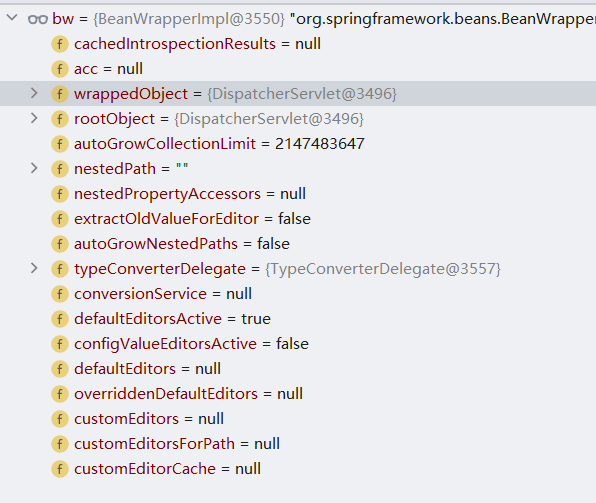 bw = {BeanWrapperImpl@3550} "org.springframework.beans.BeanWrapper
f cachedIntrospectionResults = null
f acc = null
f wrappedObject = {DispatcherServlet@3496}
f rootObject = {DispatcherServlet@3496}
f autoGrowCollectionLimit = 2147483647
f nestedPath = ""
f nestedPropertyAccessors = null
f extractOldValueForEditor = false
f autoGrowNestedPaths = false
f typeConverterDelegate = {TypeConverterDelegate@3557}
f conversionService = null
f defaultEditorsActive = true
f configValueEditorsActive = false
f defaultEditors = null
f overriddenDefaultEditors = null
f customEditors = null
f customEditorsForPath = null
f customEditorCache = null